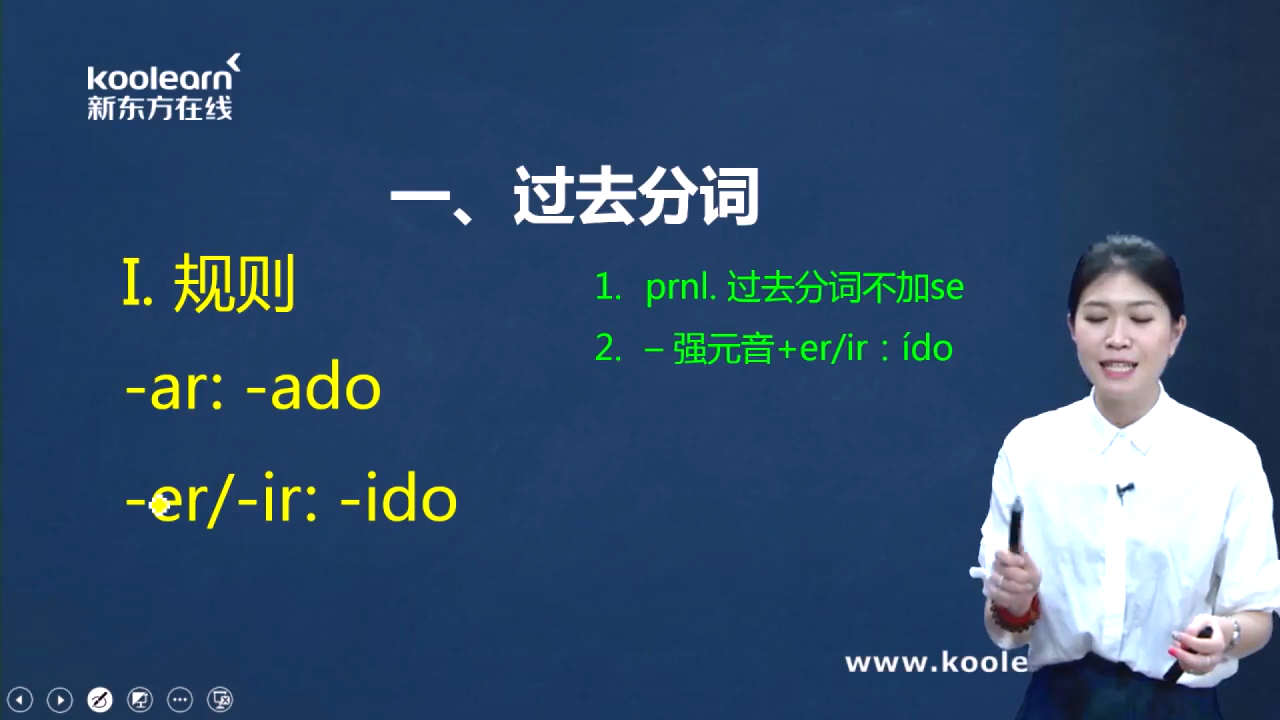 koolearn
新东方在线
一、过去分词
I. 规则
-ar: -ado
-er/-ir: -ido
1. prnl. 过去分词不加se
2. – 强元音+er/ir：ído
www.koole